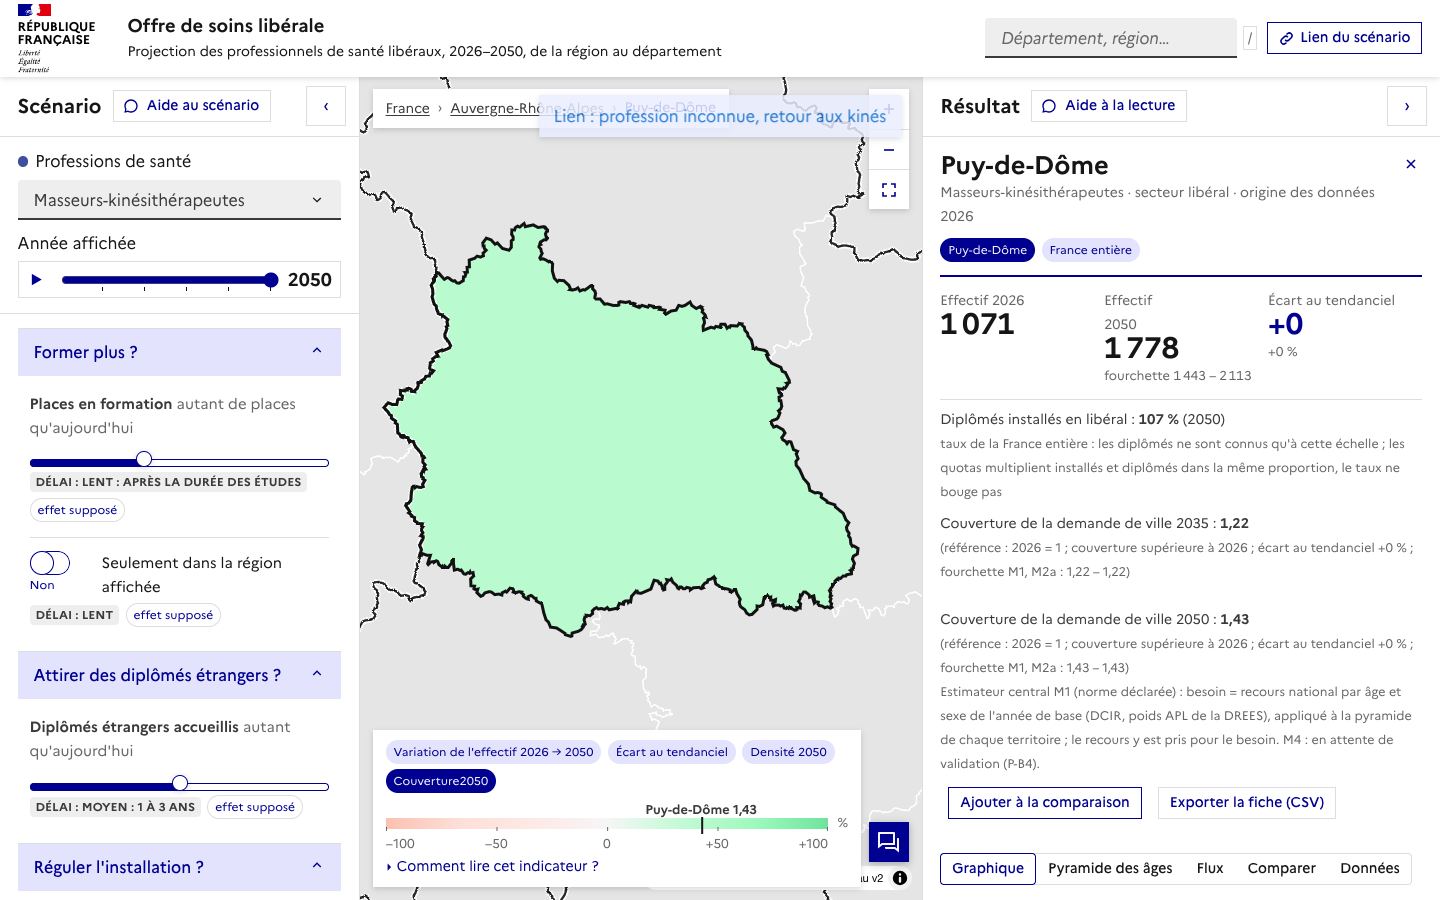 RÉPUBLIQUE
FRANÇAISE
Liberté
Égalité
Fraternité
Offre de soins libérale
Projection des professionnels de santé libéraux, 2026–2050, de la région au département
Département, région…
/
Lien du scénario
Scénario
Aide au scénario
‹
Professions de santé
Masseurs-kinésithérapeutes
Année affichée
2050
Former plus ?
Places en formation autant de places
qu'aujourd'hui
DÉLAI : LENT : APRÈS LA DURÉE DES ÉTUDES
effet supposé
Non
Seulement dans la région
affichée
DÉLAI : LENT
effet supposé
Attirer des diplômés étrangers ?
Diplômés étrangers accueillis autant
qu'aujourd'hui
DÉLAI : MOYEN : 1 À 3 ANS
effet supposé
Réguler l'installation ?
France › Auvergne-Rhône-Alpes › Puy-de-Dôme
Lien : profession inconnue, retour aux kinés
+
−
Variation de l'effectif 2026 → 2050
Écart au tendanciel
Densité 2050
Couverture2050
Puy-de-Dôme 1,43
%
−100
−50
0
+50
+100
Comment lire cet indicateur ?
v2
Résultat
Aide à la lecture
›
Puy-de-Dôme
×
Masseurs-kinésithérapeutes · secteur libéral · origine des données
2026
Puy-de-Dôme
France entière
Effectif 2026
1 071
Effectif
2050
1 778
fourchette 1 443 – 2 113
Écart au tendanciel
+0
+0 %
Diplômés installés en libéral : 107 % (2050)
taux de la France entière : les diplômés ne sont connus qu'à cette échelle ; les
quotas multiplient installés et diplômés dans la même proportion, le taux ne
bouge pas
Couverture de la demande de ville 2035 : 1,22
(référence : 2026 = 1 ; couverture supérieure à 2026 ; écart au tendanciel +0 % ;
fourchette M1, M2a : 1,22 – 1,22)
Couverture de la demande de ville 2050 : 1,43
(référence : 2026 = 1 ; couverture supérieure à 2026 ; écart au tendanciel +0 % ;
fourchette M1, M2a : 1,43 – 1,43)
Estimateur central M1 (norme déclarée) : besoin = recours national par âge et
sexe de l'année de base (DCIR, poids APL de la DREES), appliqué à la pyramide
de chaque territoire ; le recours y est pris pour le besoin. M4 : en attente de
validation (P-B4).
Ajouter à la comparaison
Exporter la fiche (CSV)
Graphique
Pyramide des âges
Flux
Comparer
Données